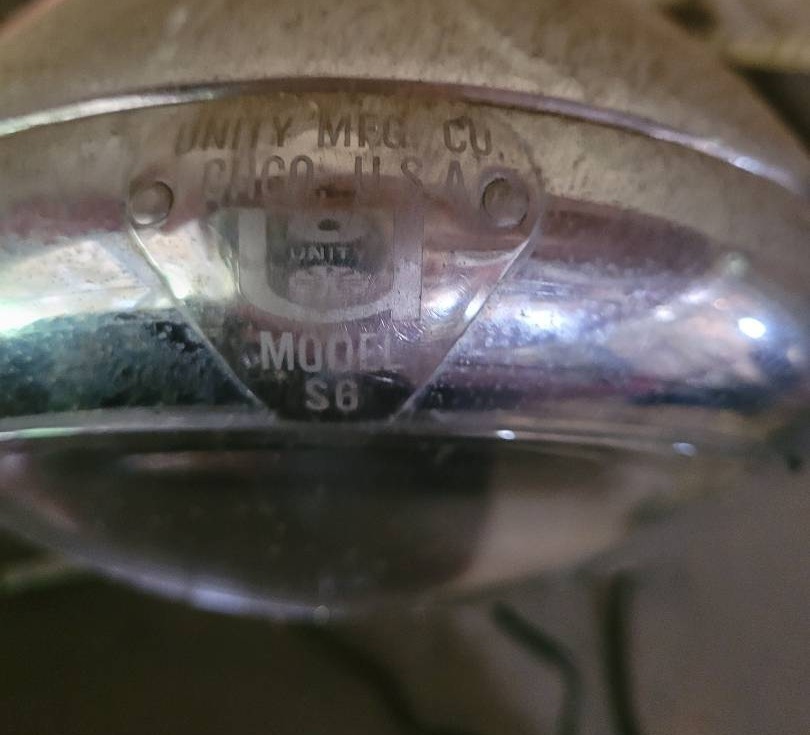 UNITY MFG. CO.
CHGO. U.S.A.
UNITY
MODEL
S6